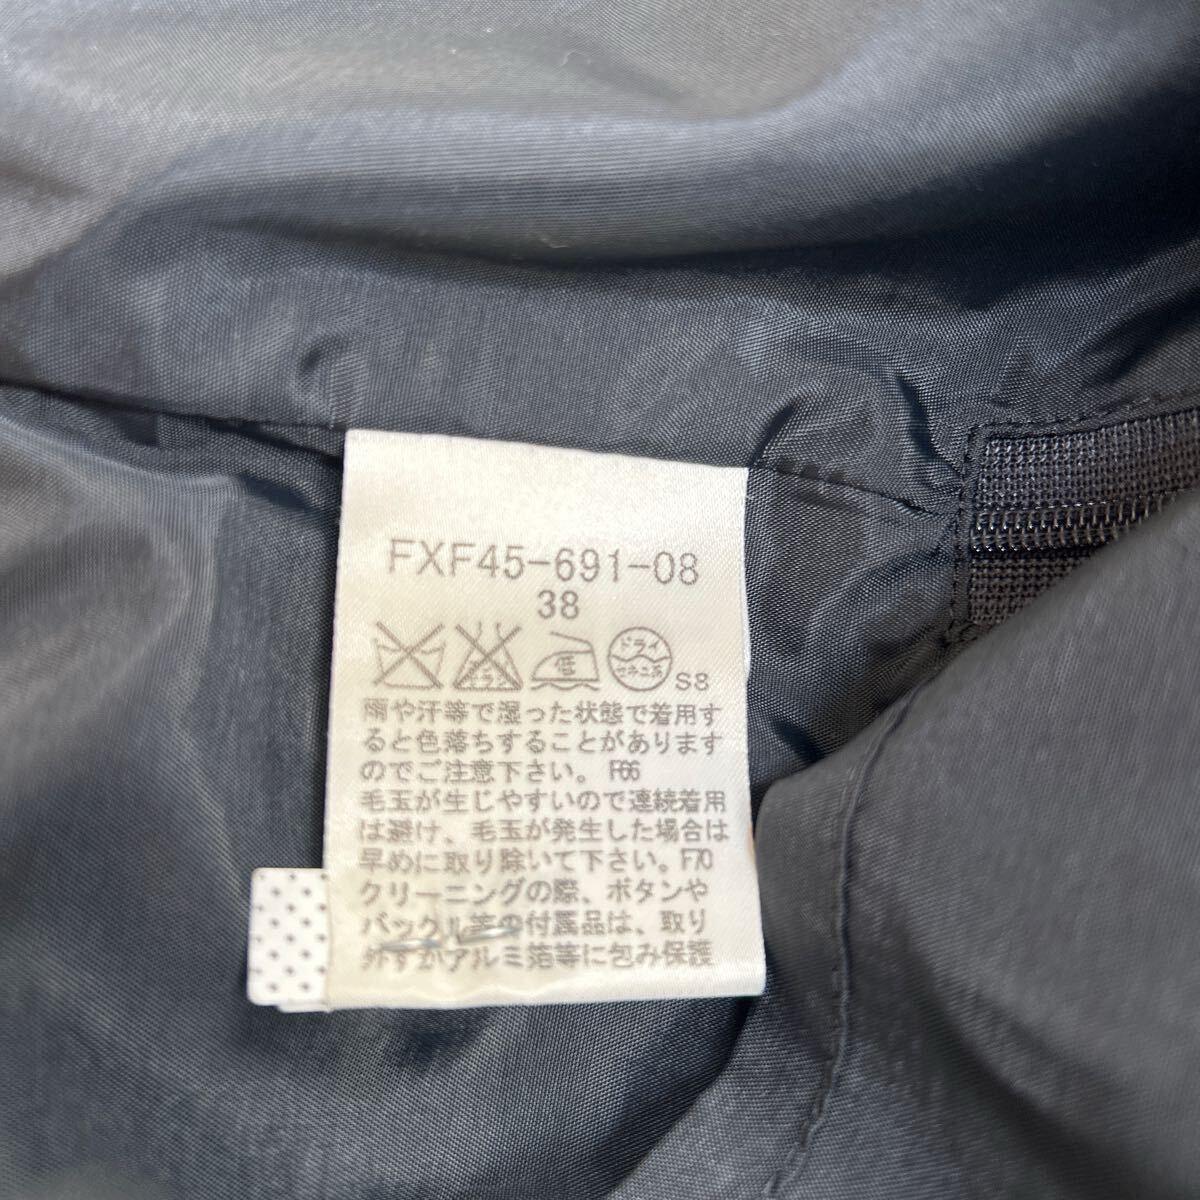 FXF45-691-08
38
エンソ
サラシ
低
ドライ
セキユ系
S8
雨や汗等で湿った状態で着用す
ると色落ちすることがあります
のでご注意下さい。F66
毛玉が生じやすいので連続着用
は避け、毛玉が発生した場合は
早めに取り除いて下さい。F70
クリーニングの際、ボタンや
バックル等の付属品は、取り
外すかアルミ箔等に包み保護